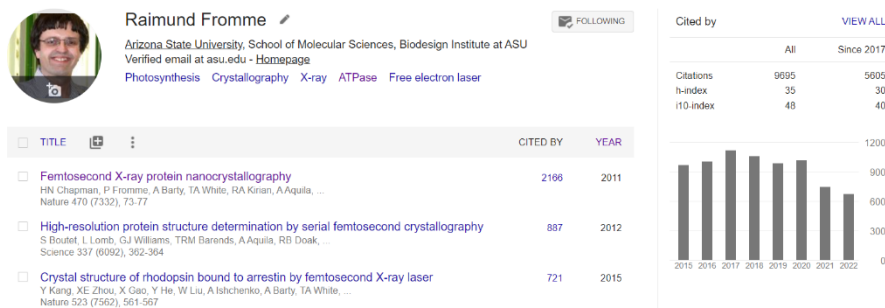 Raimund Fromme
FOLLOWING
Arizona State University, School of Molecular Sciences, Biodesign Institute at ASU
Verified email at asu.edu - Homepage
Photosynthesis Crystallography X-ray ATPase Free electron laser
TITLE CITED BY YEAR
Femtosecond X-ray protein nanocrystallography 2166 2011
HN Chapman, P Fromme, A Barty, TA White, RA Kirian, A Aquila, ...
Nature 470 (7332), 73-77
High-resolution protein structure determination by serial femtosecond crystallography 887 2012
S Boutet, L Lomb, GJ Williams, TRM Barends, A Aquila, RB Doak, ...
Science 337 (6092), 362-364
Crystal structure of rhodopsin bound to arrestin by femtosecond X-ray laser 721 2015
Y Kang, XE Zhou, X Gao, Y He, W Liu, A Ishchenko, A Barty, TA White, ...
Nature 523 (7562), 561-567
Cited by VIEW ALL
All Since 2017
Citations 9695 5605
h-index 35 30
i10-index 48 40
1200
900
600
300
0
2015 2016 2017 2018 2019 2020 2021 2022